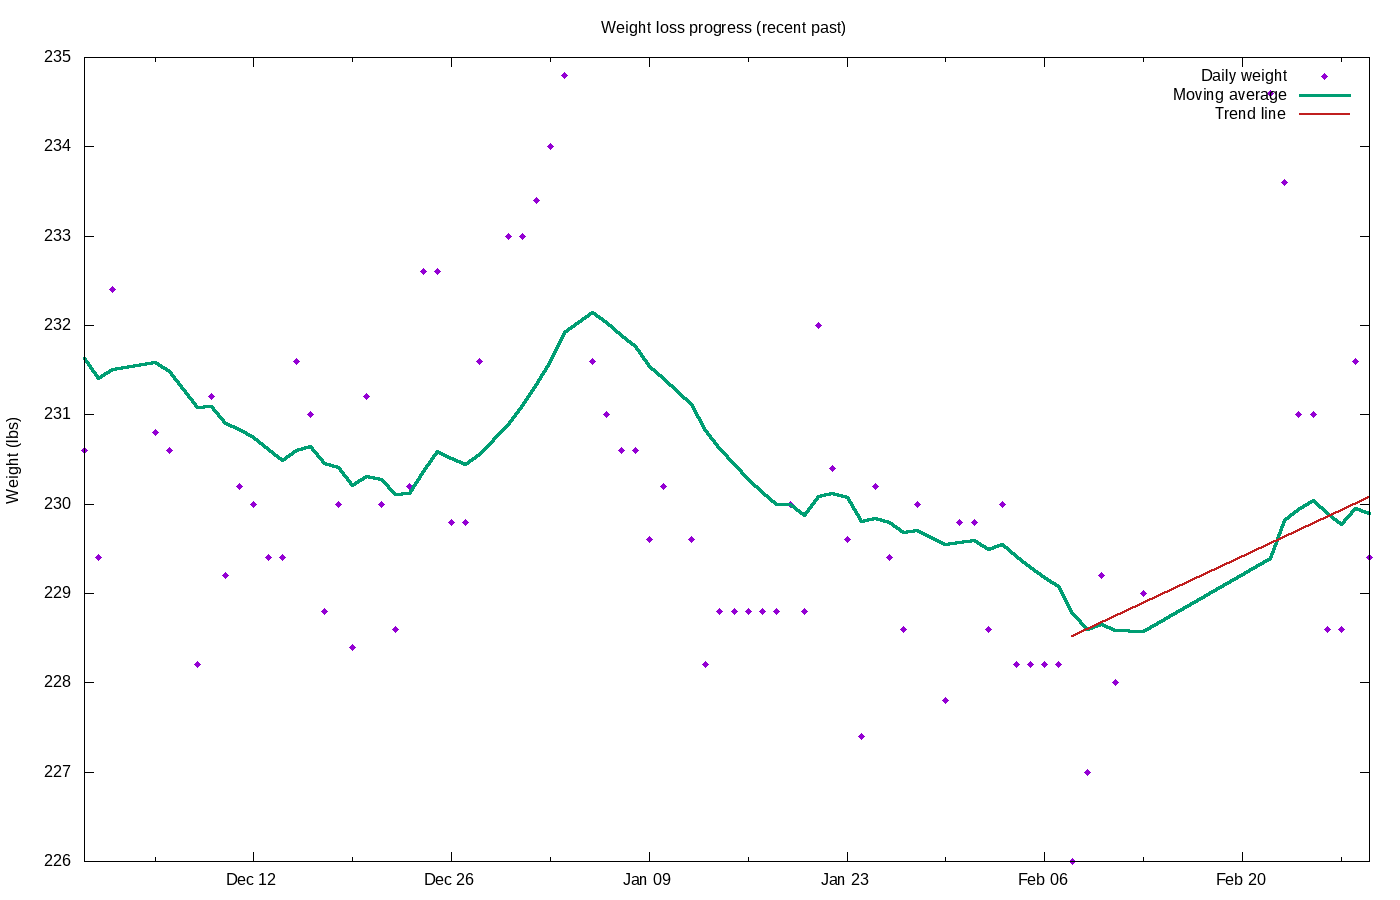 Weight loss progress (recent past)
235
234
233
232
231
230
229
228
227
226
Weight (lbs)
Daily weight
Moving average
Trend line
Dec 12
Dec 26
Jan 09
Jan 23
Feb 06
Feb 20